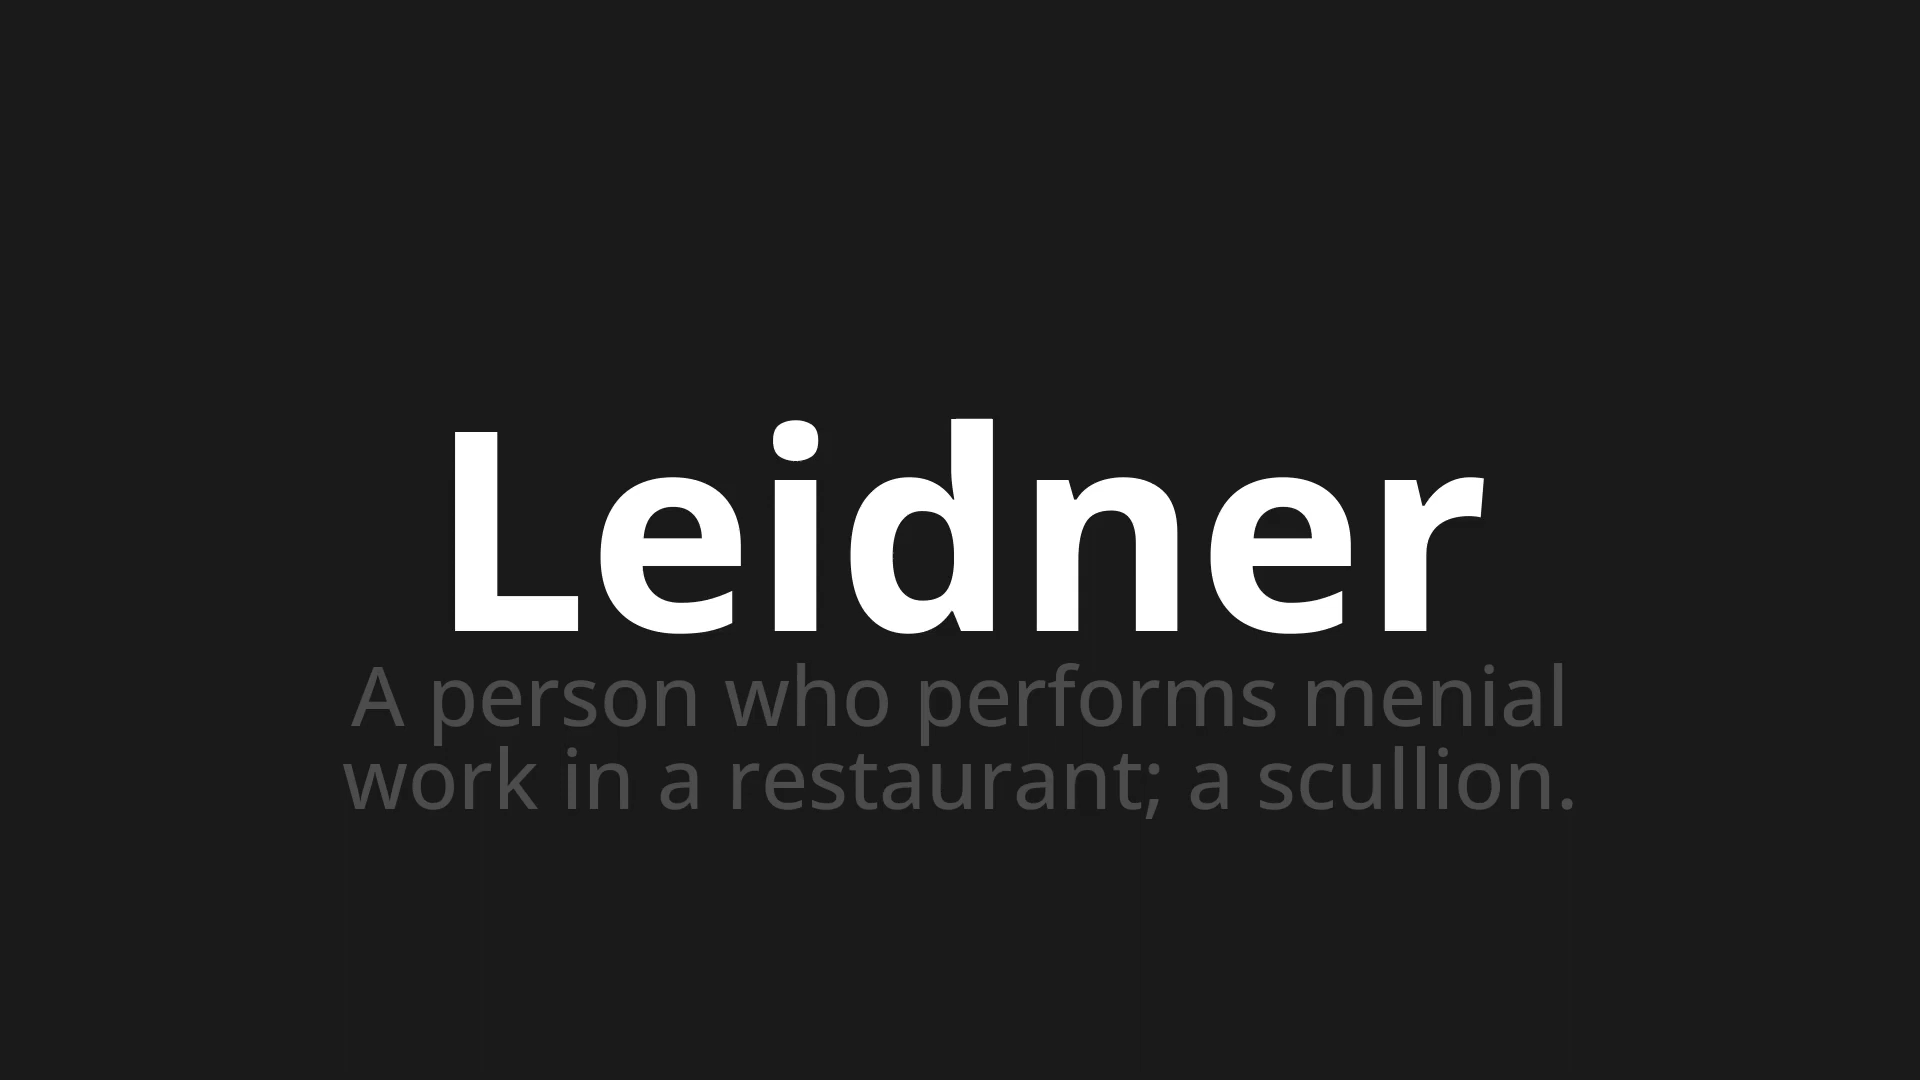 Leidner
A person who performs menial
work in a restaurant; a scullion.